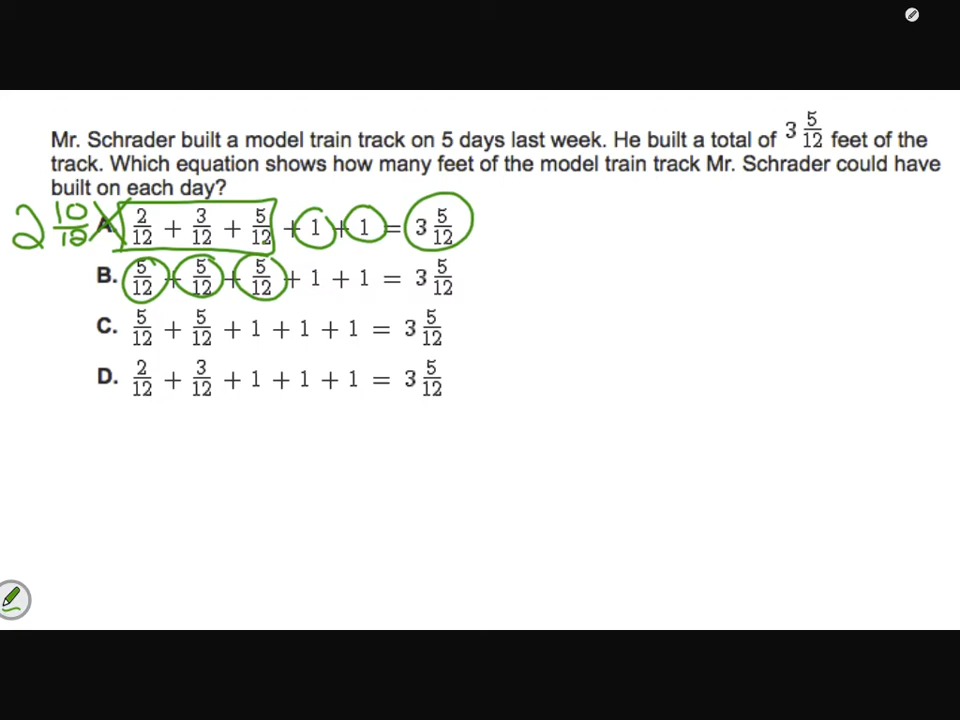 Mr. Schrader built a model train track on 5 days last week. He built a total of 3 5/12 feet of the
track. Which equation shows how many feet of the model train track Mr. Schrader could have
built on each day?
2 10/12 A. 2/12 + 3/12 + 5/12 + 1 + 1 = 3 5/12
B. 5/12 + 5/12 + 5/12 + 1 + 1 = 3 5/12
C. 5/12 + 5/12 + 1 + 1 + 1 = 3 5/12
D. 2/12 + 3/12 + 1 + 1 + 1 = 3 5/12